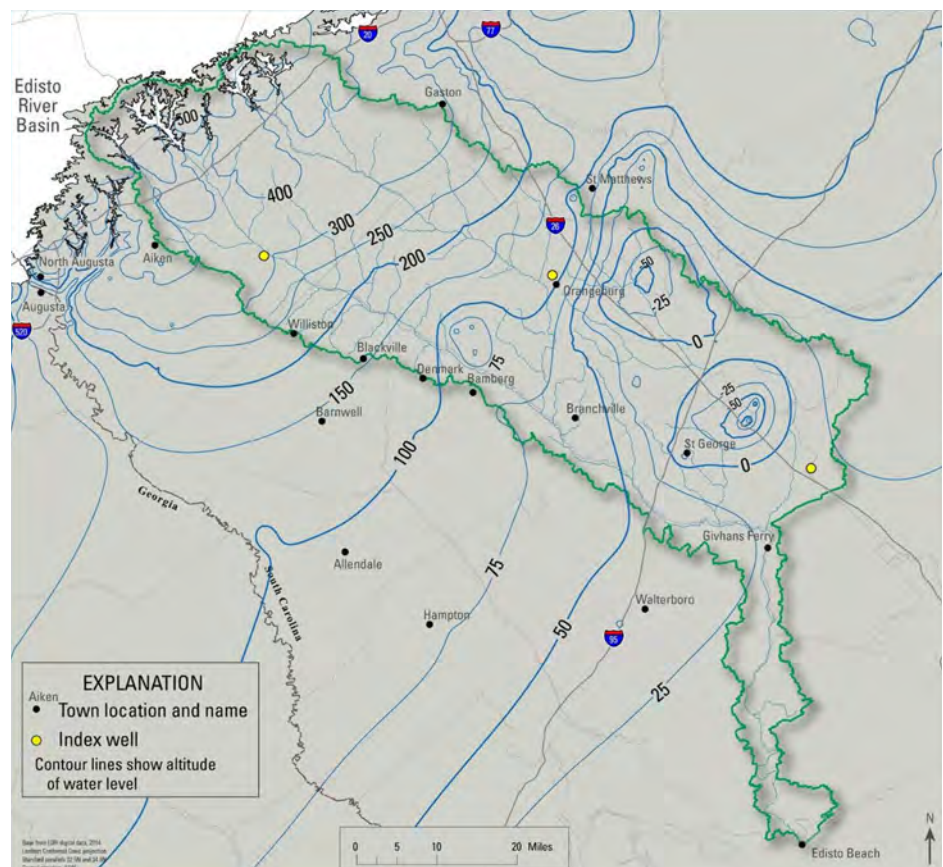 20
77
Edisto
River
Basin
Gaston
500
St Matthews
400
300
26
250
-50
North Augusta
Aiken
200
-25
Augusta
Orangeburg
520
Williston
0
Blackville
75
Denmark
-25
150
Bamberg
-50
Barnwell
Branchville
100
St George
0
Georgia
Givhans Ferry
Allendale
South Carolina
75
Walterboro
Hampton
50
95
25
EXPLANATION
Aiken
Town location and name
Index well
Contour lines show altitude
of water level
0 5 10 20 Miles
N
Edisto Beach